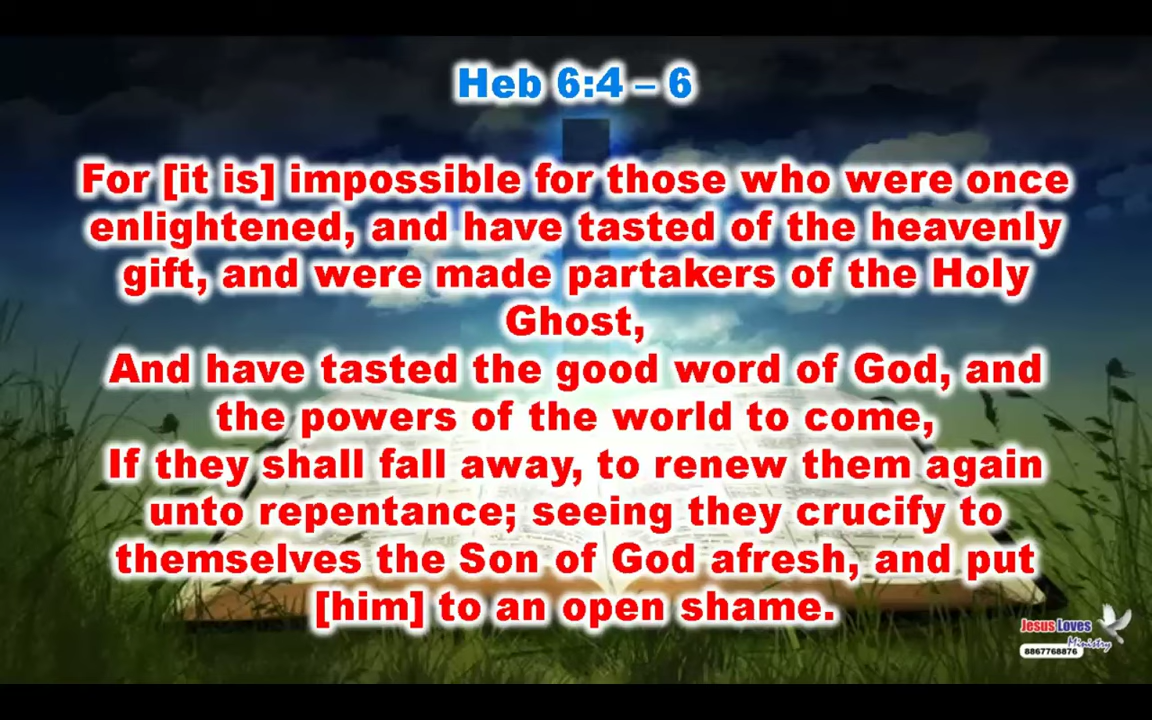 Heb 6:4 – 6
For [it is] impossible for those who were once
enlightened, and have tasted of the heavenly
gift, and were made partakers of the Holy
Ghost,
And have tasted the good word of God, and
the powers of the world to come,
If they shall fall away, to renew them again
unto repentance; seeing they crucify to
themselves the Son of God afresh, and put
[him] to an open shame.
Jesus Loves
Ministry
8867768876